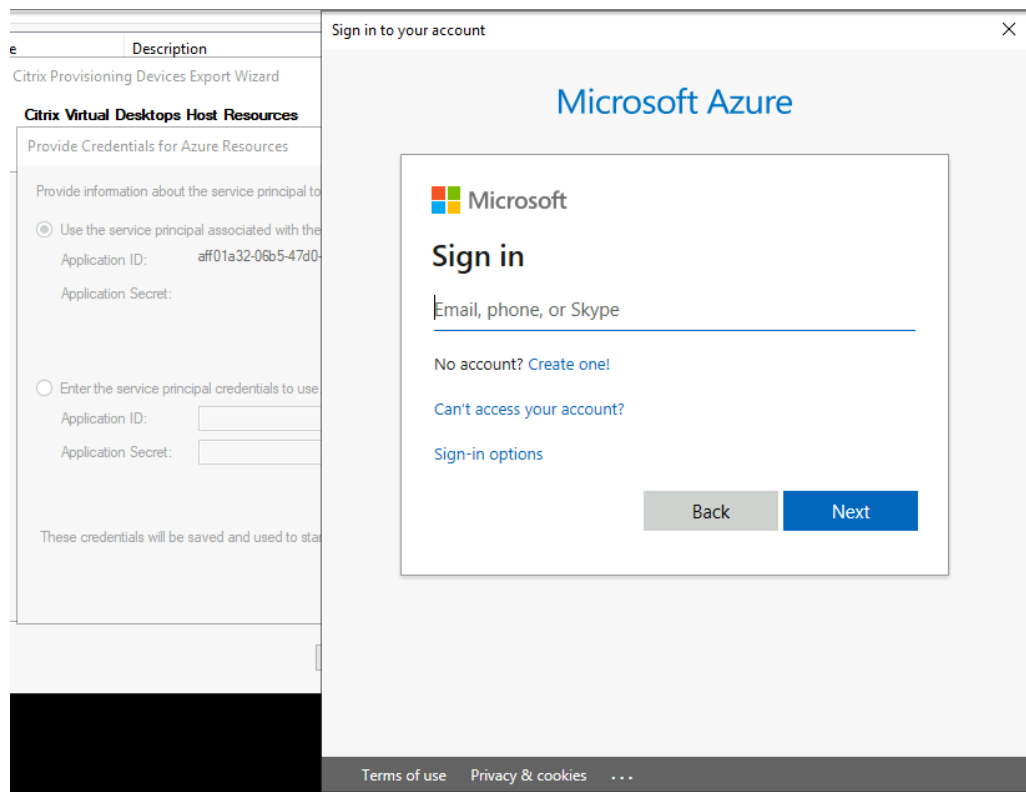 Description
Citrix Provisioning Devices Export Wizard
Citrix Virtual Desktops Host Resources
Provide Credentials for Azure Resources
Provide information about the service principal to
Use the service principal associated with the
Application ID: aff01a32-06b5-47d0-
Application Secret:
Enter the service principal credentials to use
Application ID:
Application Secret:
These credentials will be saved and used to
Sign in to your account
Microsoft Azure
Microsoft
Sign in
Email, phone, or Skype
No account? Create one!
Can't access your account?
Sign-in options
Back Next
Terms of use Privacy & cookies ...